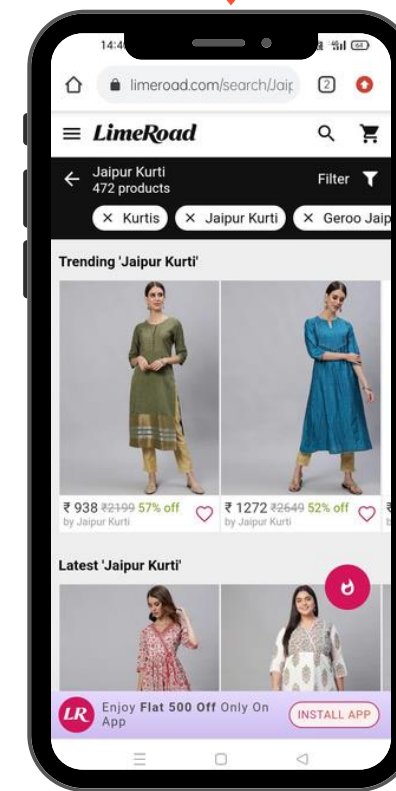 limeroad.com/search/Jaip
2
LimeRoad
Jaipur Kurti
472 products
Filter
× Kurtis × Jaipur Kurti × Geroo Jaip
Trending 'Jaipur Kurti'
₹ 938 ₹2199 57% off
by Jaipur Kurti
₹ 1272 ₹2649 52% off
by Jaipur Kurti
Latest 'Jaipur Kurti'
LR
Enjoy Flat 500 Off Only On
App
INSTALL APP